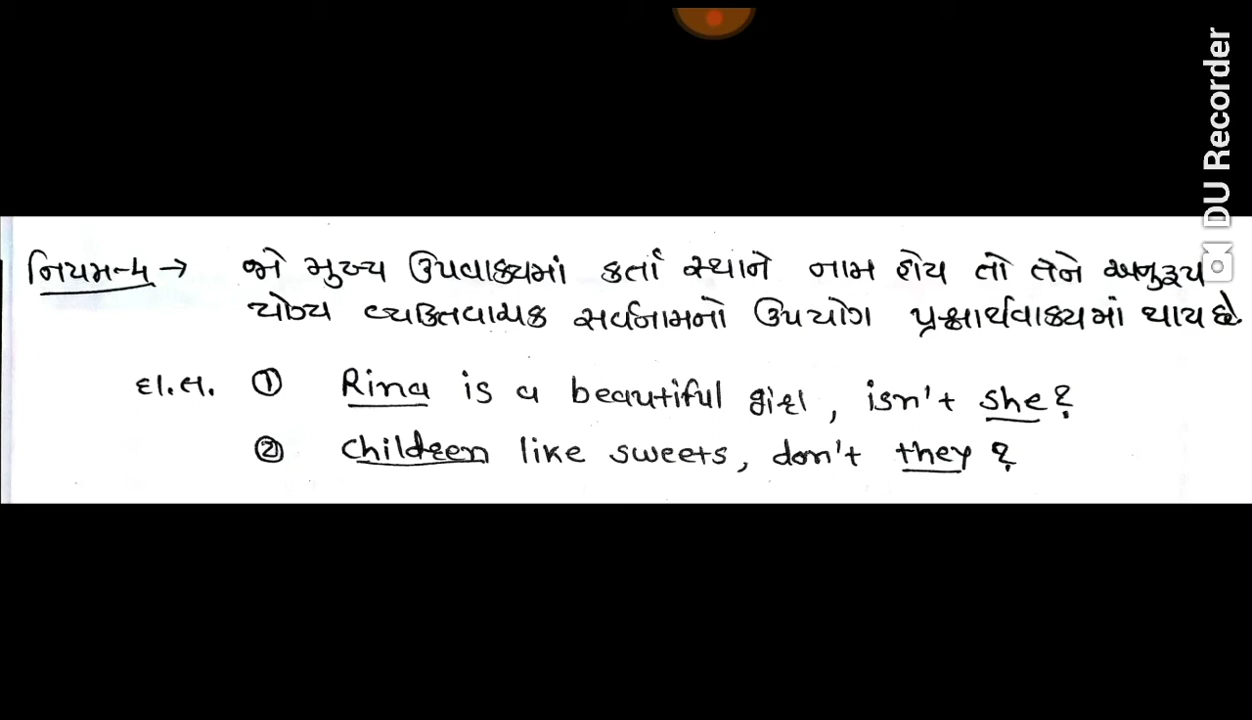 નિયમ-૫ → જો મુખ્ય ઉપવાક્યમાં કર્તા સ્થાને નામ હોય તો તેને અનુરૂપ
યોગ્ય વ્યક્તિવાચક સર્વનામનો ઉપયોગ પ્રશ્નાર્થવાક્યમાં થાય છે.
દા.ત. ① Rina is a beautiful girl, isn't she?
② children like sweets, don't they?
DU Recorder